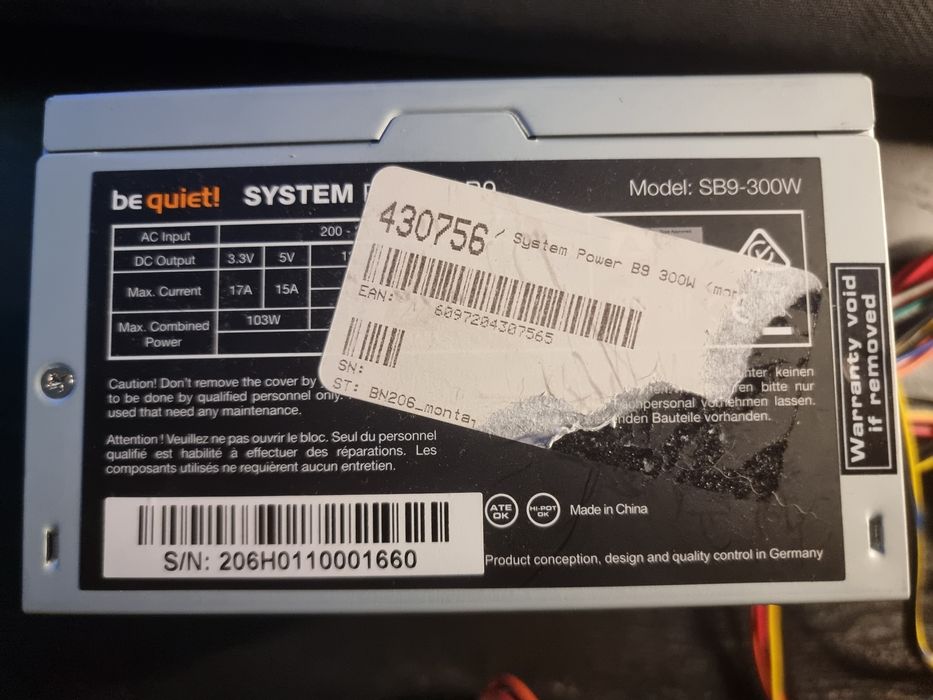 be quiet! SYSTEM
Model: SB9-300W
AC Input 200 -
DC Output 3.3V 5V
Max. Current 17A 15A
Max. Combined Power 103W
430756 / System Power B9 300W
EAN: 6097204307565
SN:
ST: BN206_monta
Caution! Don't remove the cover by
to be done by qualified personnel only.
used that need any maintenance.
keinen
bitte nur
vornehmen lassen.
Bauteile vorhanden.
Attention ! Veuillez ne pas ouvrir le bloc. Seul du personnel
qualifié est habilité à effectuer des réparations. Les
composants utilisés ne requièrent aucun entretien.
ATE OK
HI-POT OK
Made in China
S/N: 206H0110001660
Product conception, design and quality control in Germany
Warranty void
if removed